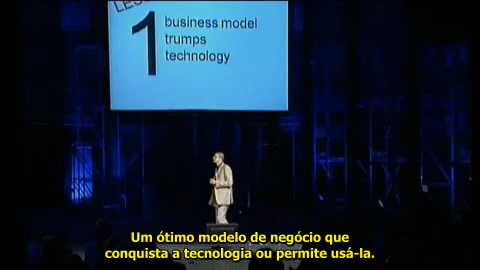 1
business model
trumps
technology
Um ótimo modelo de negócio que
conquista a tecnologia ou permite usá-la.